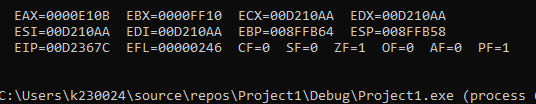 EAX=0000E10B EBX=0000FF10 ECX=00D210AA EDX=00D210AA
ESI=00D210AA EDI=00D210AA EBP=008FFB64 ESP=008FFB58
EIP=00D2367C EFL=00000246 CF=0 SF=0 ZF=1 OF=0 AF=0 PF=1
C:\Users\k230024\source\repos\Project1\Debug\Project1.exe (process